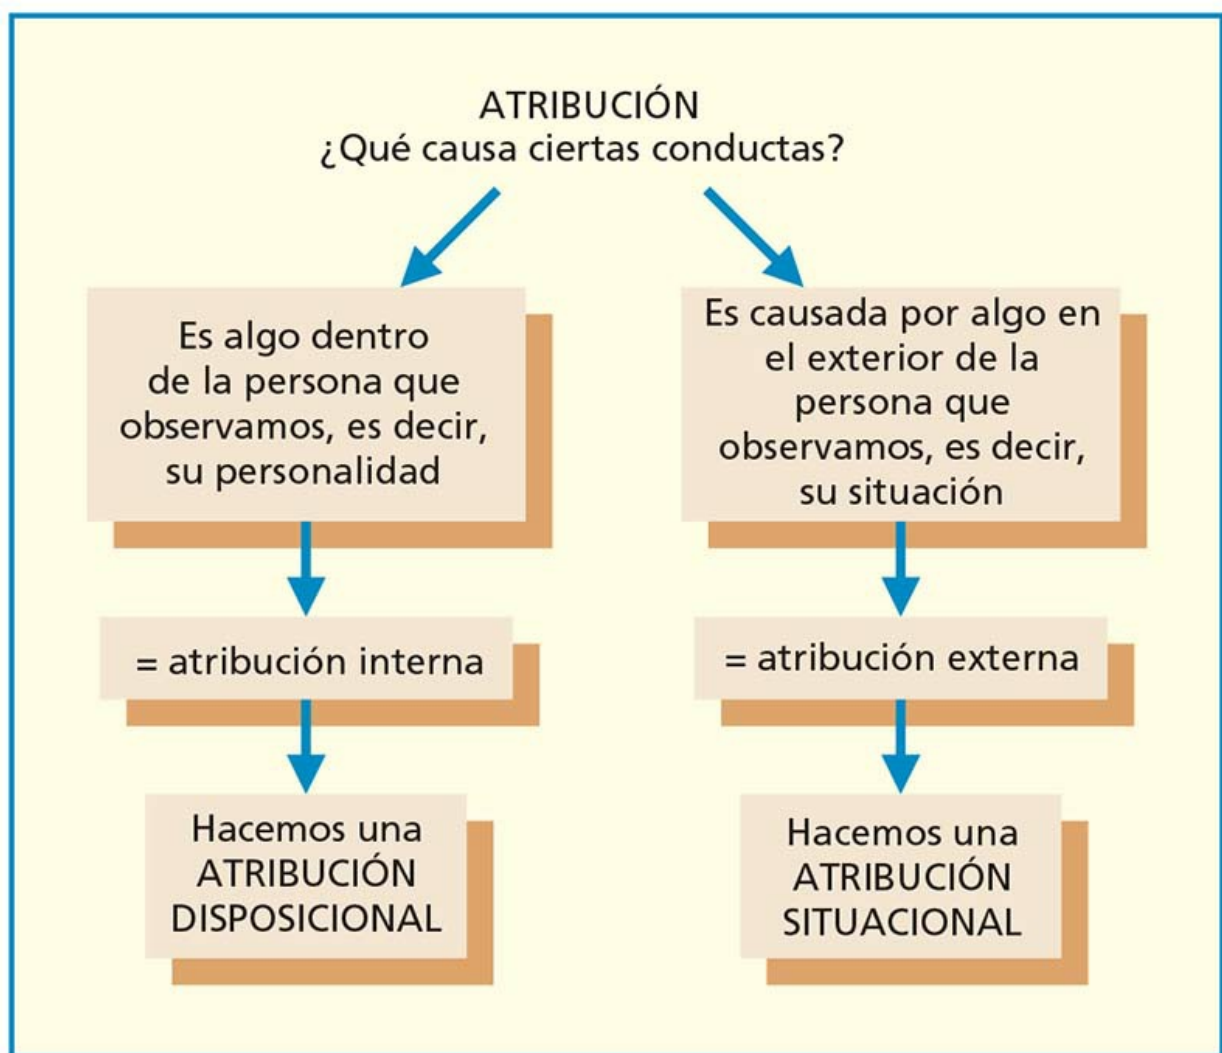 ATRIBUCIÓN
¿Qué causa ciertas conductas?
Es algo dentro
de la persona que
observamos, es decir,
su personalidad
= atribución interna
Hacemos una
ATRIBUCIÓN
DISPOSICIONAL
Es causada por algo en
el exterior de la
persona que
observamos, es decir,
su situación
= atribución externa
Hacemos una
ATRIBUCIÓN
SITUACIONAL